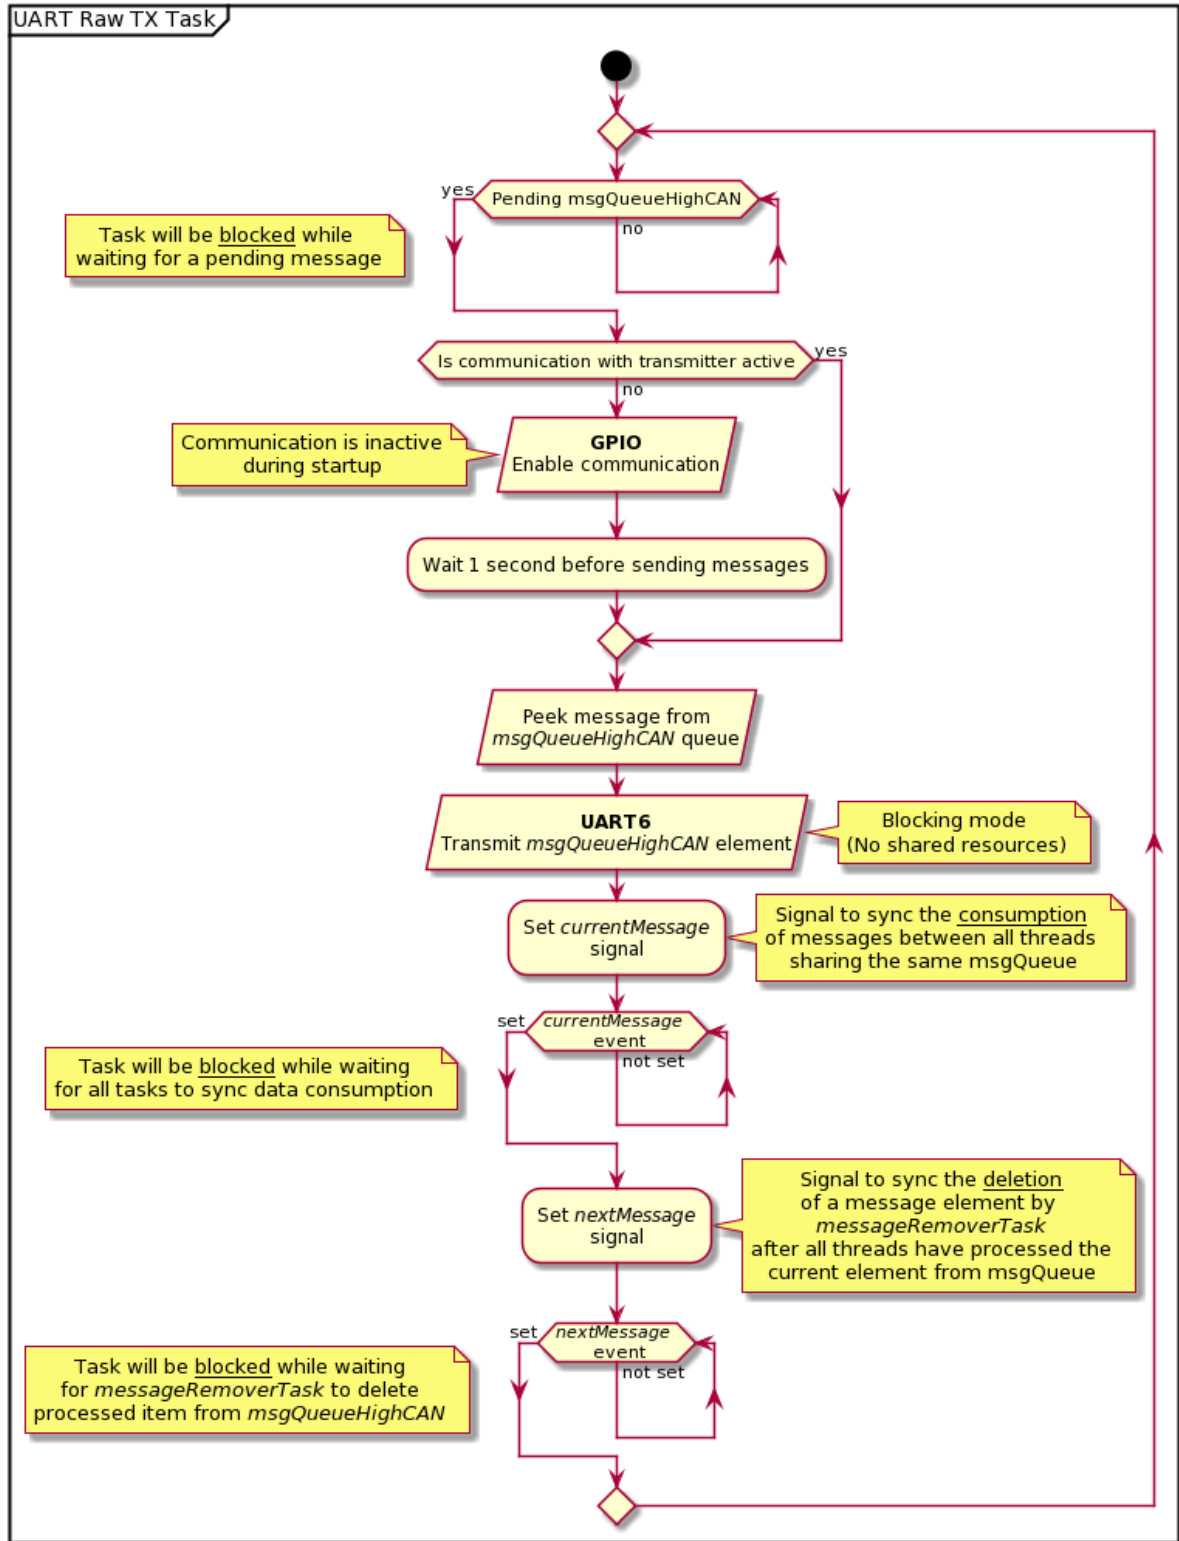 UART Raw TX Task
yes
Pending msgQueueHighCAN
no
Task will be blocked while
waiting for a pending message
Is communication with transmitter active
yes
no
Communication is inactive
during startup
GPIO
Enable communication
Wait 1 second before sending messages
Peek message from
msgQueueHighCAN queue
UART6
Transmit msgQueueHighCAN element
Blocking mode
(No shared resources)
Set currentMessage
signal
Signal to sync the consumption
of messages between all threads
sharing the same msgQueue
set
currentMessage
event
not set
Task will be blocked while waiting
for all tasks to sync data consumption
Set nextMessage
signal
Signal to sync the deletion
of a message element by
messageRemoverTask
after all threads have processed the
current element from msgQueue
set
nextMessage
event
not set
Task will be blocked while waiting
for messageRemoverTask to delete
processed item from msgQueueHighCAN